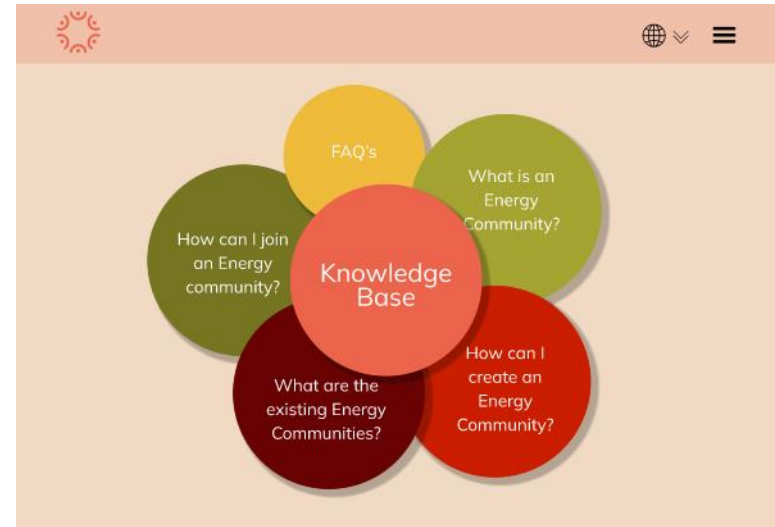 FAQ's
What is an
Energy
Community?
How can I join
an Energy
community?
Knowledge
Base
How can I
create an
Energy
Community?
What are the
existing Energy
Communities?